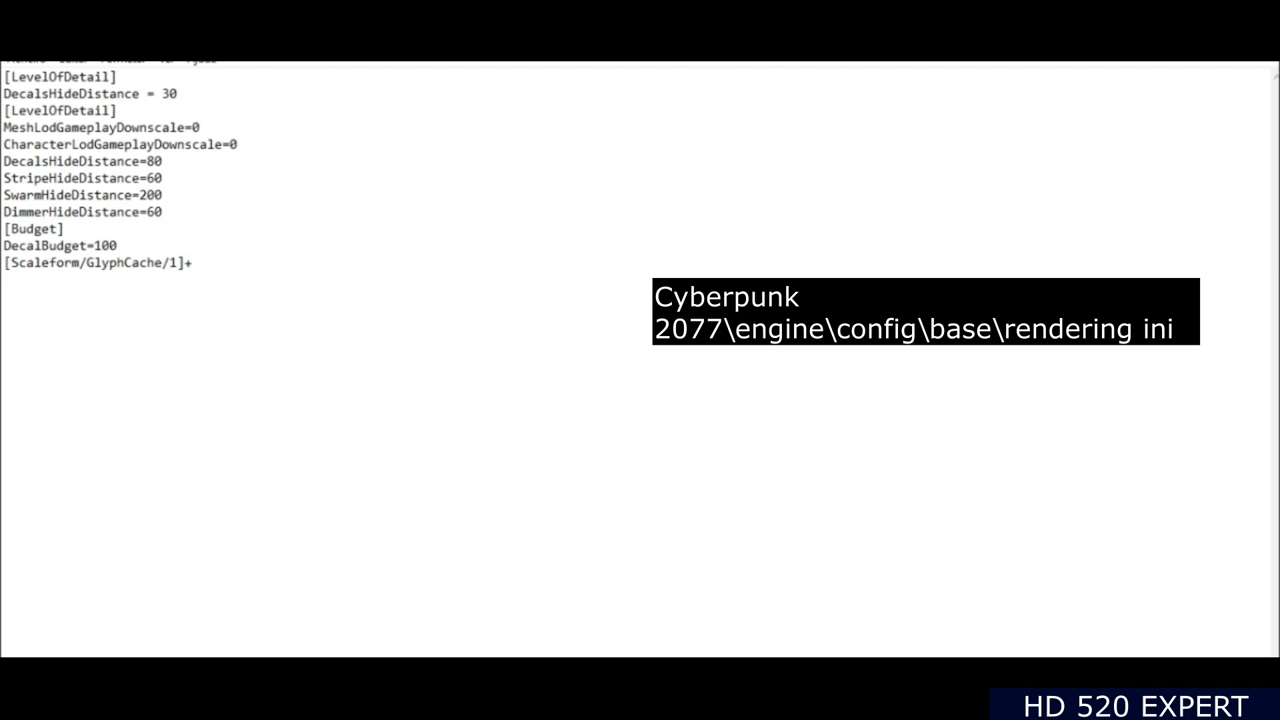 [LevelOfDetail]
DecalsHideDistance = 30
[LevelOfDetail]
MeshLodGameplayDownscale=0
CharacterLodGameplayDownscale=0
DecalsHideDistance=80
StripeHideDistance=60
SwarmHideDistance=200
DimmerHideDistance=60
[Budget]
DecalBudget=100
[Scaleform/GlyphCache/1]+
Cyberpunk
2077\engine\config\base\rendering ini
HD 520 EXPERT